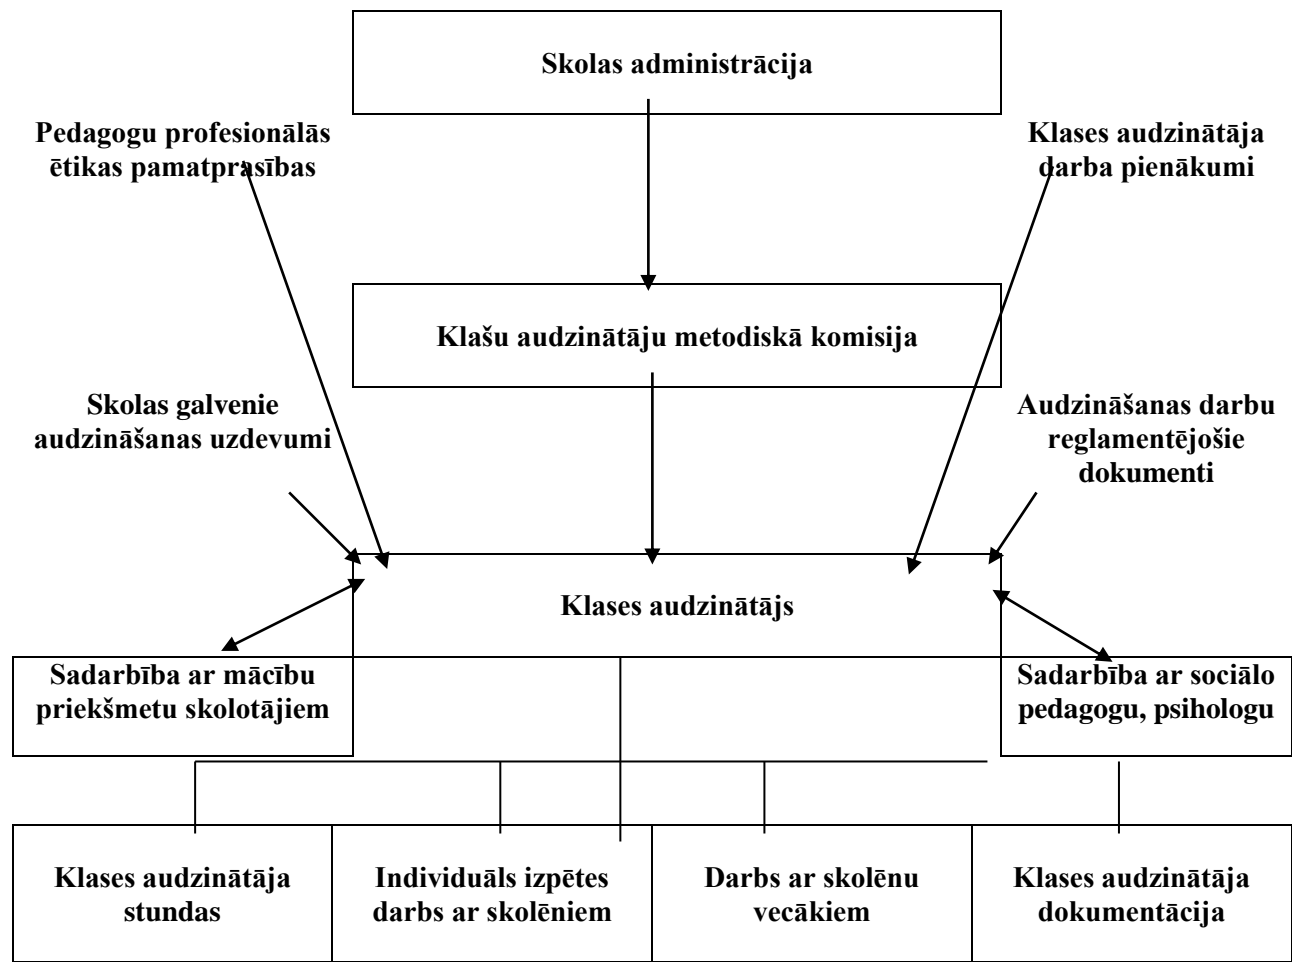 Skolas administrācija
Pedagogu profesionālās
ētikas pamatprasības
Klases audzinātāja
darba pienākumi
Klašu audzinātāju metodiskā komisija
Skolas galvenie
audzināšanas uzdevumi
Audzināšanas darbu
reglamentējošie
dokumenti
Klases audzinātājs
Sadarbība ar mācību
priekšmetu skolotājiem
Sadarbība ar sociālo
pedagogu, psihologu
Klases audzinātāja
stundas
Individuāls izpētes
darbs ar skolēniem
Darbs ar skolēnu
vecākiem
Klases audzinātāja
dokumentācija